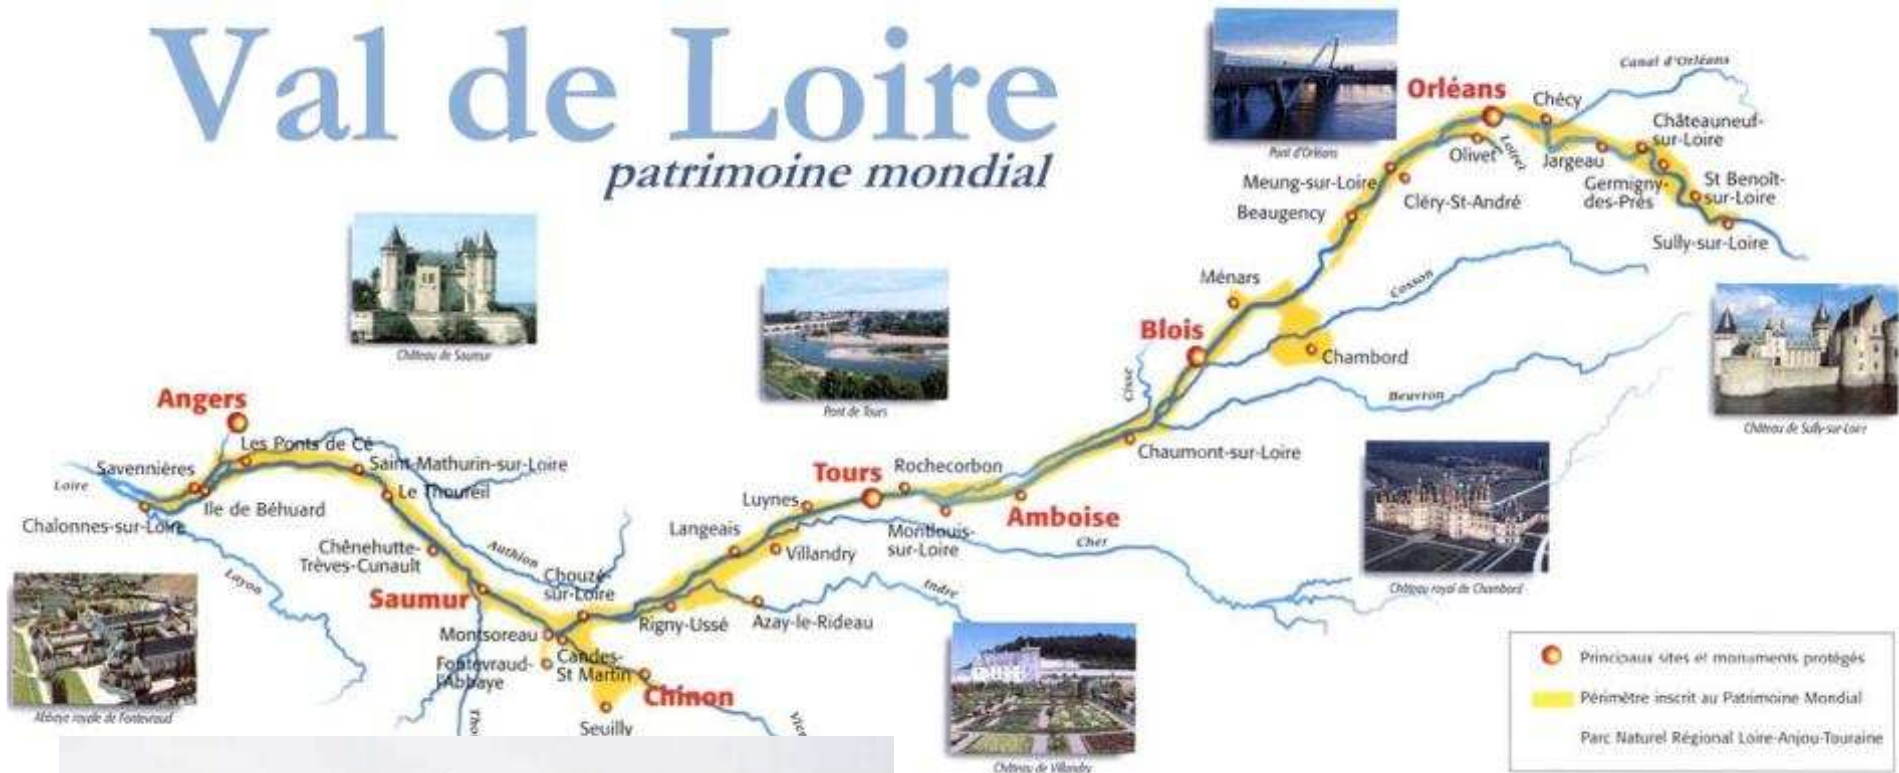 Val de Loire
patrimoine mondial
Pont d'Orléans
Orléans
Chécy
Canal d'Orléans
Châteauneuf-
sur-Loire
Olivet
Loiret
Jargeau
Germigny-
des-Prés
St Benoît-
sur-Loire
Sully-sur-Loire
Meung-sur-Loire
Cléry-St-André
Beaugency
Ménars
Cosson
Blois
Chambord
Cisse
Beuvron
Chaumont-sur-Loire
Château de Sully-sur-Loire
Château de Saumur
Pont de Tours
Angers
Les Ponts de Cé
Savennières
Saint-Mathurin-sur-Loire
Loire
Le Thoureil
Ile de Béhuard
Chalonnes-sur-Loire
Tours
Rochecorbon
Luynes
Amboise
Langeais
Montlouis-
sur-Loire
Villandry
Cher
Château royal de Chambord
Chênehutte-
Trèves-Cunault
Authion
Chouzé-
sur-Loire
Layon
Saumur
Indre
Rigny-Ussé
Azay-le-Rideau
Montsoreau
Fontevraud-
l'Abbaye
Candes-
St Martin
Chinon
Seuilly
Abbaye royale de Fontevraud
Château de Villandry
Principaux sites et monuments protégés
Périmètre inscrit au Patrimoine Mondial
Parc Naturel Régional Loire-Anjou-Touraine